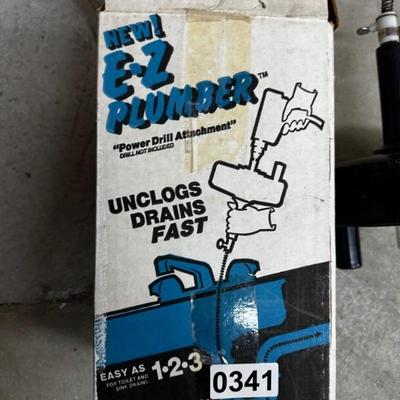 NEW!
E-Z
PLUMBER™
"Power Drill Attachment"
DRILL NOT INCLUDED
UNCLOGS
DRAINS
FAST
EASY AS 1•2•3
FOR TOILET AND
SINK DRAINS
0341